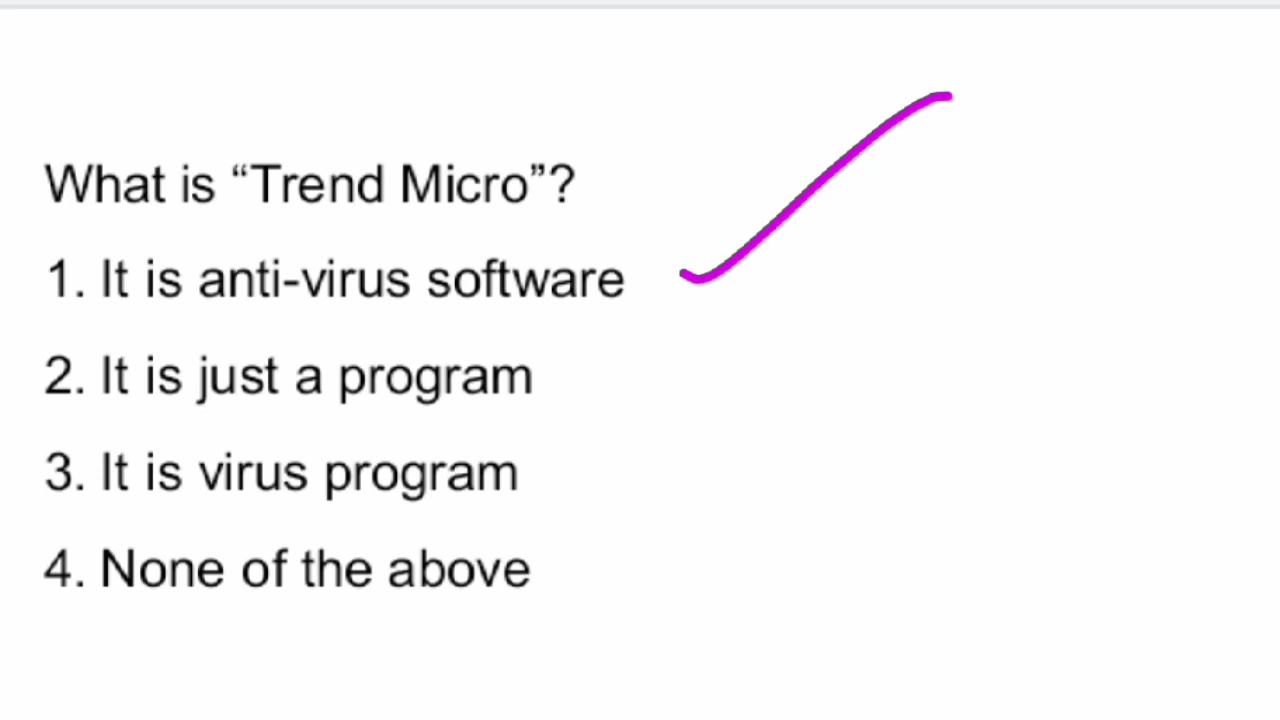 What is “Trend Micro”?
1. It is anti-virus software
2. It is just a program
3. It is virus program
4. None of the above